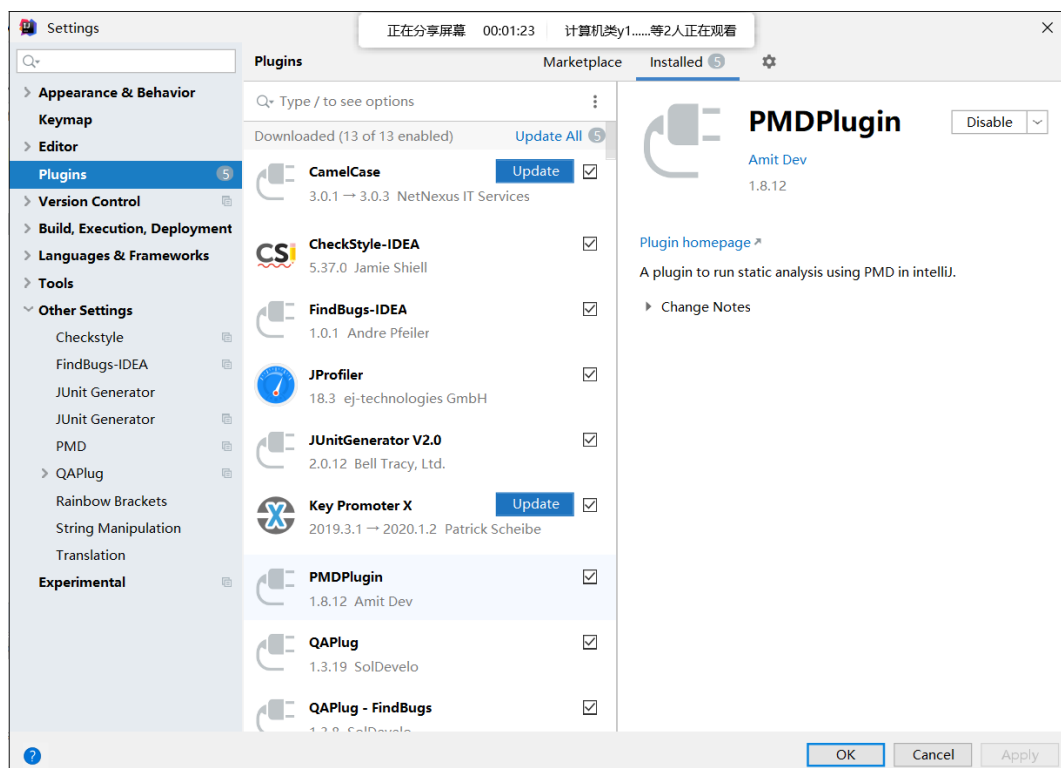 Settings
正在分享屏幕 00:01:23 计算机类y1......等2人正在观看
Appearance & Behavior
Keymap
Editor
Plugins 5
Version Control
Build, Execution, Deployment
Languages & Frameworks
Tools
Other Settings
Checkstyle
FindBugs-IDEA
JUnit Generator
JUnit Generator
PMD
QAPlug
Rainbow Brackets
String Manipulation
Translation
Experimental
Plugins
Marketplace
Installed 5
Type / to see options
Downloaded (13 of 13 enabled) Update All 5
CamelCase Update
3.0.1 → 3.0.3 NetNexus IT Services
CSi
CheckStyle-IDEA
5.37.0 Jamie Shiell
FindBugs-IDEA
1.0.1 Andre Pfeiler
JProfiler
18.3 ej-technologies GmbH
JUnitGenerator V2.0
2.0.12 Bell Tracy, Ltd.
Key Promoter X Update
2019.3.1 → 2020.1.2 Patrick Scheibe
PMDPlugin
1.8.12 Amit Dev
QAPlug
1.3.19 SolDevelo
QAPlug - FindBugs
1.3.8 SolDevelo
PMDPlugin
Disable
Amit Dev
1.8.12
Plugin homepage
A plugin to run static analysis using PMD in intelliJ.
Change Notes
?
OK
Cancel
Apply